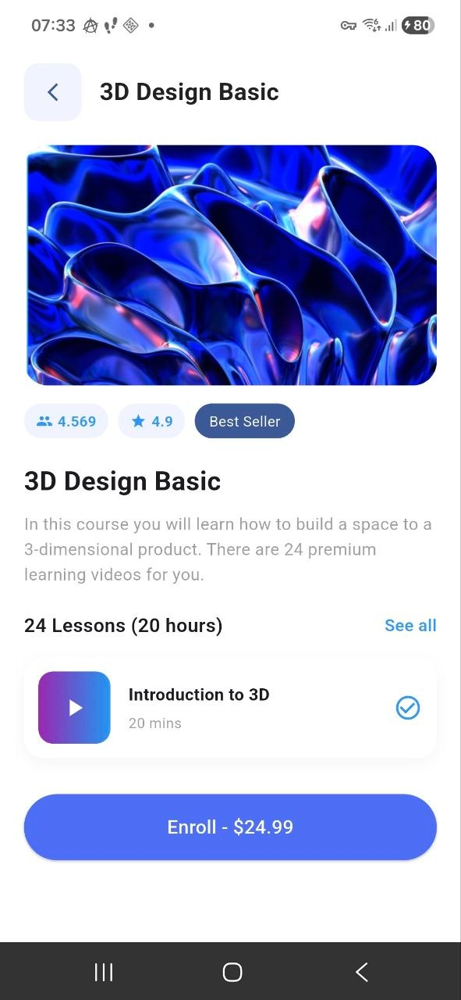 07:33
80
3D Design Basic
4.569
4.9
Best Seller
3D Design Basic
In this course you will learn how to build a space to a
3-dimensional product. There are 24 premium
learning videos for you.
24 Lessons (20 hours)
See all
Introduction to 3D
20 mins
Enroll - $24.99